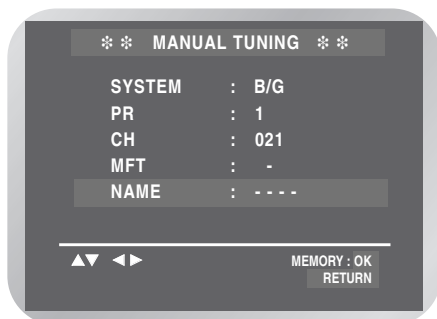 ❇ ❇ MANUAL TUNING ❇ ❇
SYSTEM : B/G
PR : 1
CH : 021
MFT : -
NAME : - - - -
▲▼ ◀▶ MEMORY : OK
RETURN